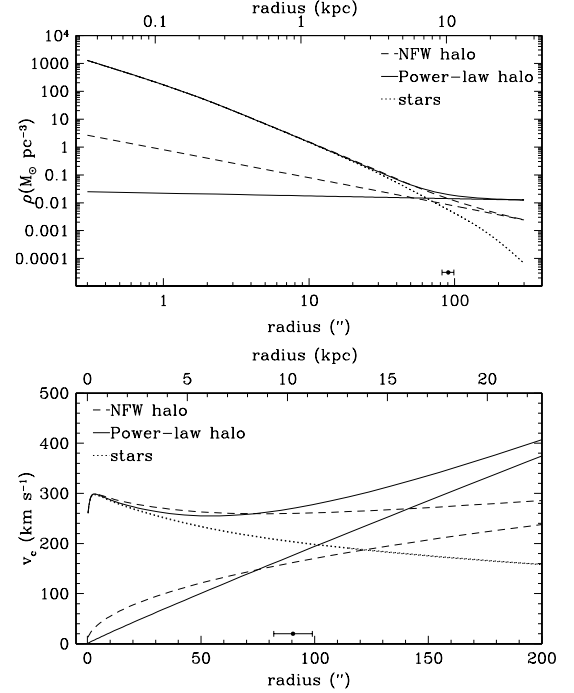 radius (kpc)
0.1 1 10
10⁴
1000
100
10
1
0.1
0.01
0.001
0.0001
ρ(M⊙ pc⁻³)
NFW halo
Power-law halo
stars
1 10 100
radius (")
radius (kpc)
0 5 10 15 20
500
400
300
200
100
0
v_c (km s⁻¹)
NFW halo
Power-law halo
stars
0 50 100 150 200
radius (")